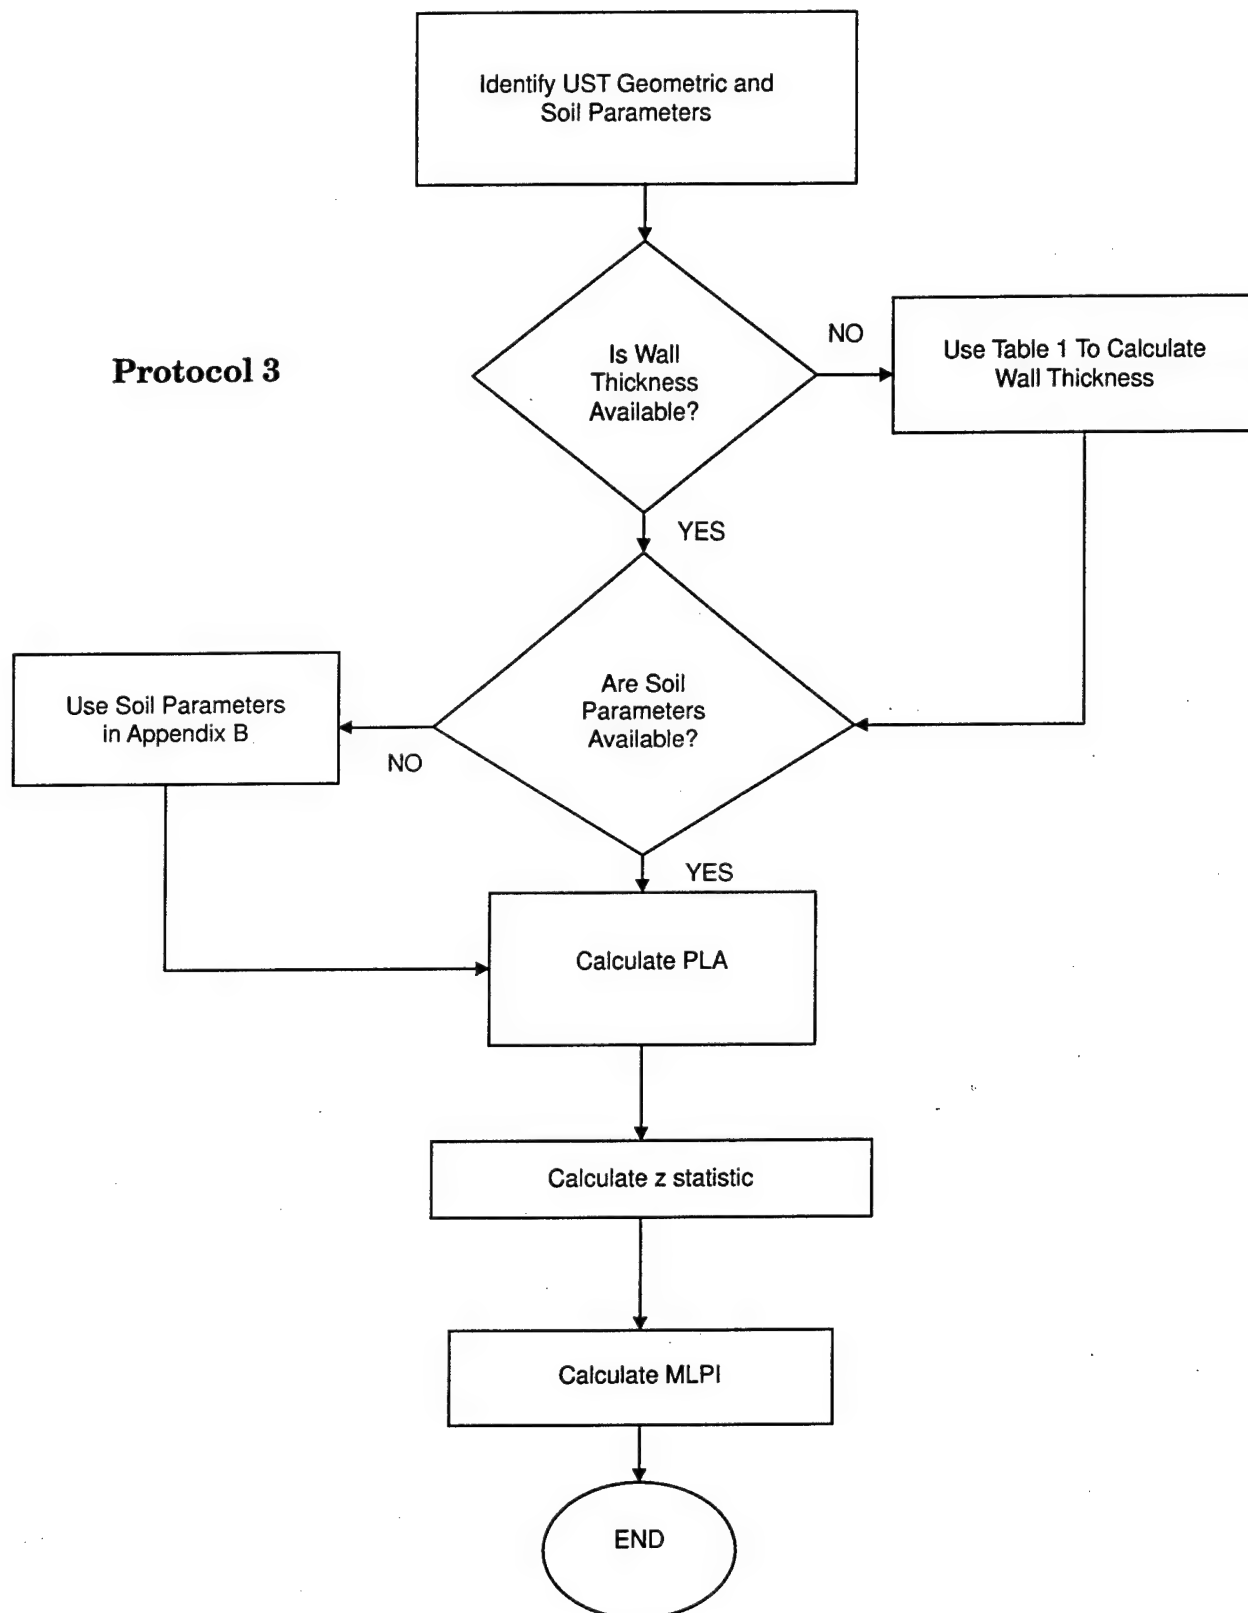 Identify UST Geometric and
Soil Parameters
Protocol 3
Is Wall
Thickness
Available?
NO
Use Table 1 To Calculate
Wall Thickness
YES
Are Soil
Parameters
Available?
Use Soil Parameters
in Appendix B
NO
YES
Calculate PLA
Calculate z statistic
Calculate MLPI
END